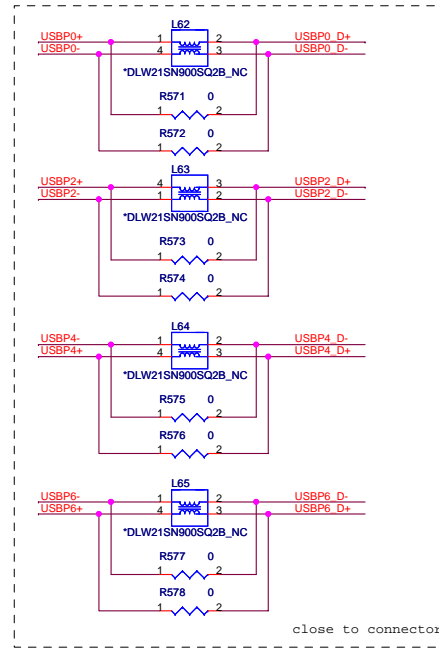 L62
USBP0+ 1 2 USBP0_D+
USBP0- 4 3 USBP0_D-
*DLW21SN900SQ2B_NC
R571 0
1 2
R572 0
1 2
L63
USBP2+ 4 3 USBP2_D+
USBP2- 1 2 USBP2_D-
*DLW21SN900SQ2B_NC
R573 0
1 2
R574 0
1 2
L64
USBP4- 1 2 USBP4_D-
USBP4+ 4 3 USBP4_D+
*DLW21SN900SQ2B_NC
R575 0
1 2
R576 0
1 2
L65
USBP6- 1 2 USBP6_D-
USBP6+ 4 3 USBP6_D+
*DLW21SN900SQ2B_NC
R577 0
1 2
R578 0
1 2
close to connector